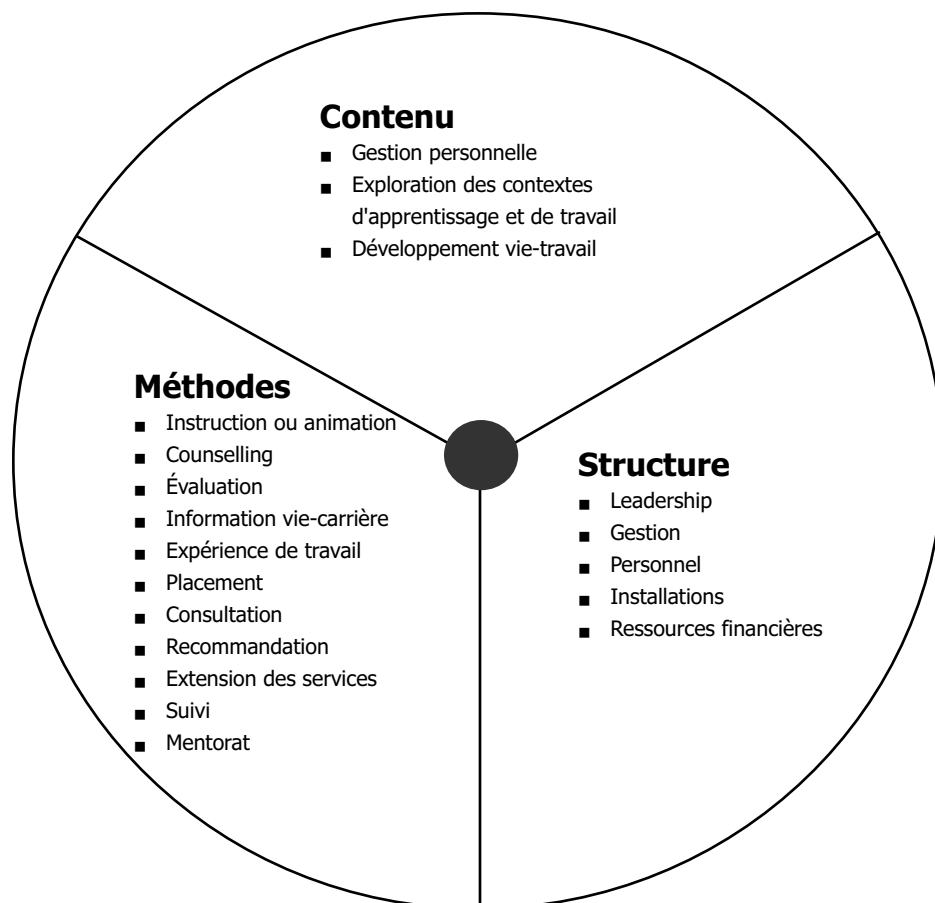 Contenu
▪ Gestion personnelle
▪ Exploration des contextes
d'apprentissage et de travail
▪ Développement vie-travail
Méthodes
▪ Instruction ou animation
▪ Counselling
▪ Évaluation
▪ Information vie-carrière
▪ Expérience de travail
▪ Placement
▪ Consultation
▪ Recommandation
▪ Extension des services
▪ Suivi
▪ Mentorat
Structure
▪ Leadership
▪ Gestion
▪ Personnel
▪ Installations
▪ Ressources financières